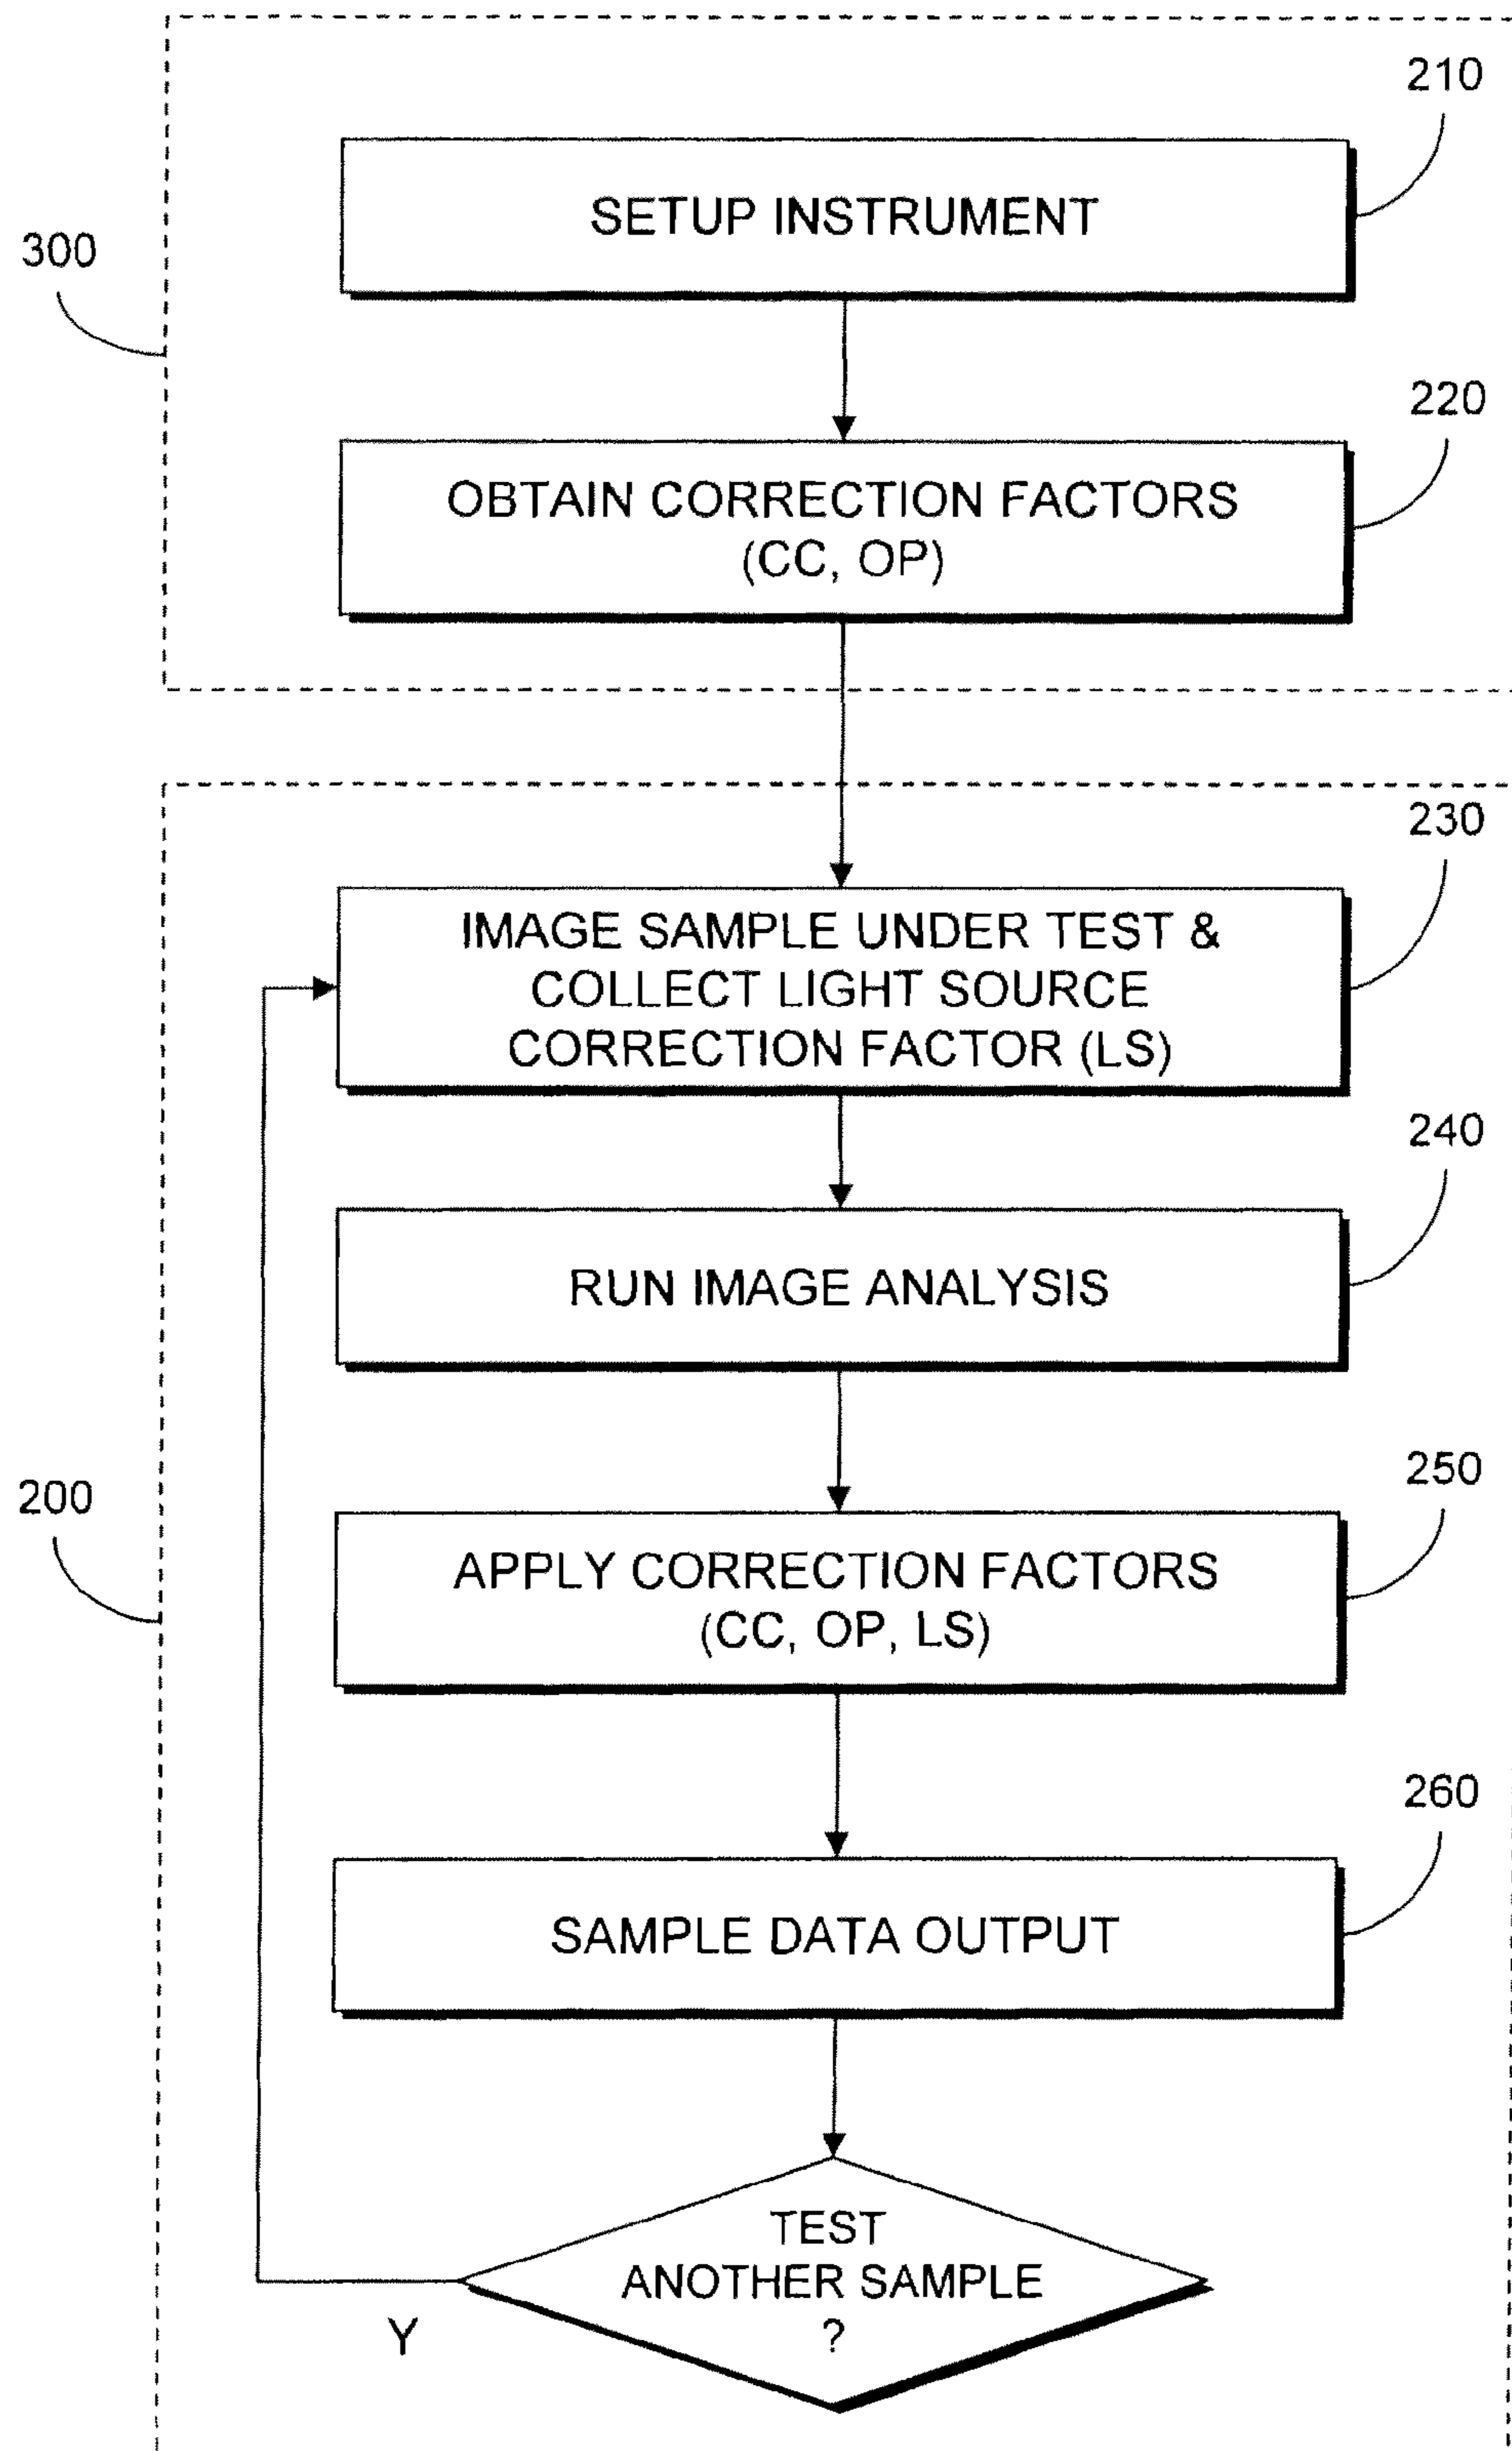 210
SETUP INSTRUMENT
300
220
OBTAIN CORRECTION FACTORS
(CC, OP)
230
IMAGE SAMPLE UNDER TEST &
COLLECT LIGHT SOURCE
CORRECTION FACTOR (LS)
240
RUN IMAGE ANALYSIS
250
200
APPLY CORRECTION FACTORS
(CC, OP, LS)
260
SAMPLE DATA OUTPUT
TEST
ANOTHER SAMPLE
?
Y